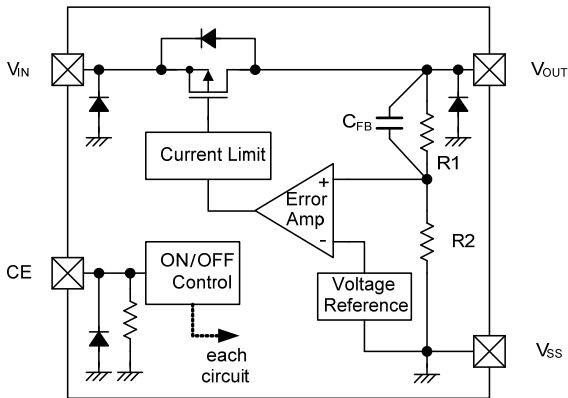 VIN
VOUT
CFB
R1
Current Limit
+
Error
Amp
-
R2
CE
ON/OFF
Control
Voltage
Reference
each
circuit
VSS